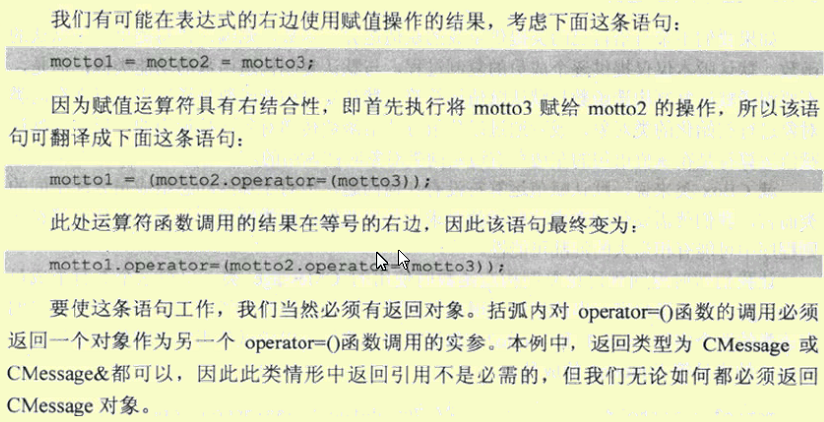 我们有可能在表达式的右边使用赋值操作的结果，考虑下面这条语句：
motto1 = motto2 = motto3;
因为赋值运算符具有右结合性，即首先执行将 motto3 赋给 motto2 的操作，所以该语
句可翻译成下面这条语句：
motto1 = (motto2.operator=(motto3));
此处运算符函数调用的结果在等号的右边，因此该语句最终变为：
motto1.operator=(motto2.operator=(motto3));
要使这条语句工作，我们当然必须有返回对象。括弧内对 operator=()函数的调用必须
返回一个对象作为另一个 operator=()函数调用的实参。本例中，返回类型为 CMessage 或
CMessage&都可以，因此此类情形中返回引用不是必需的，但我们无论如何都必须返回
CMessage 对象。